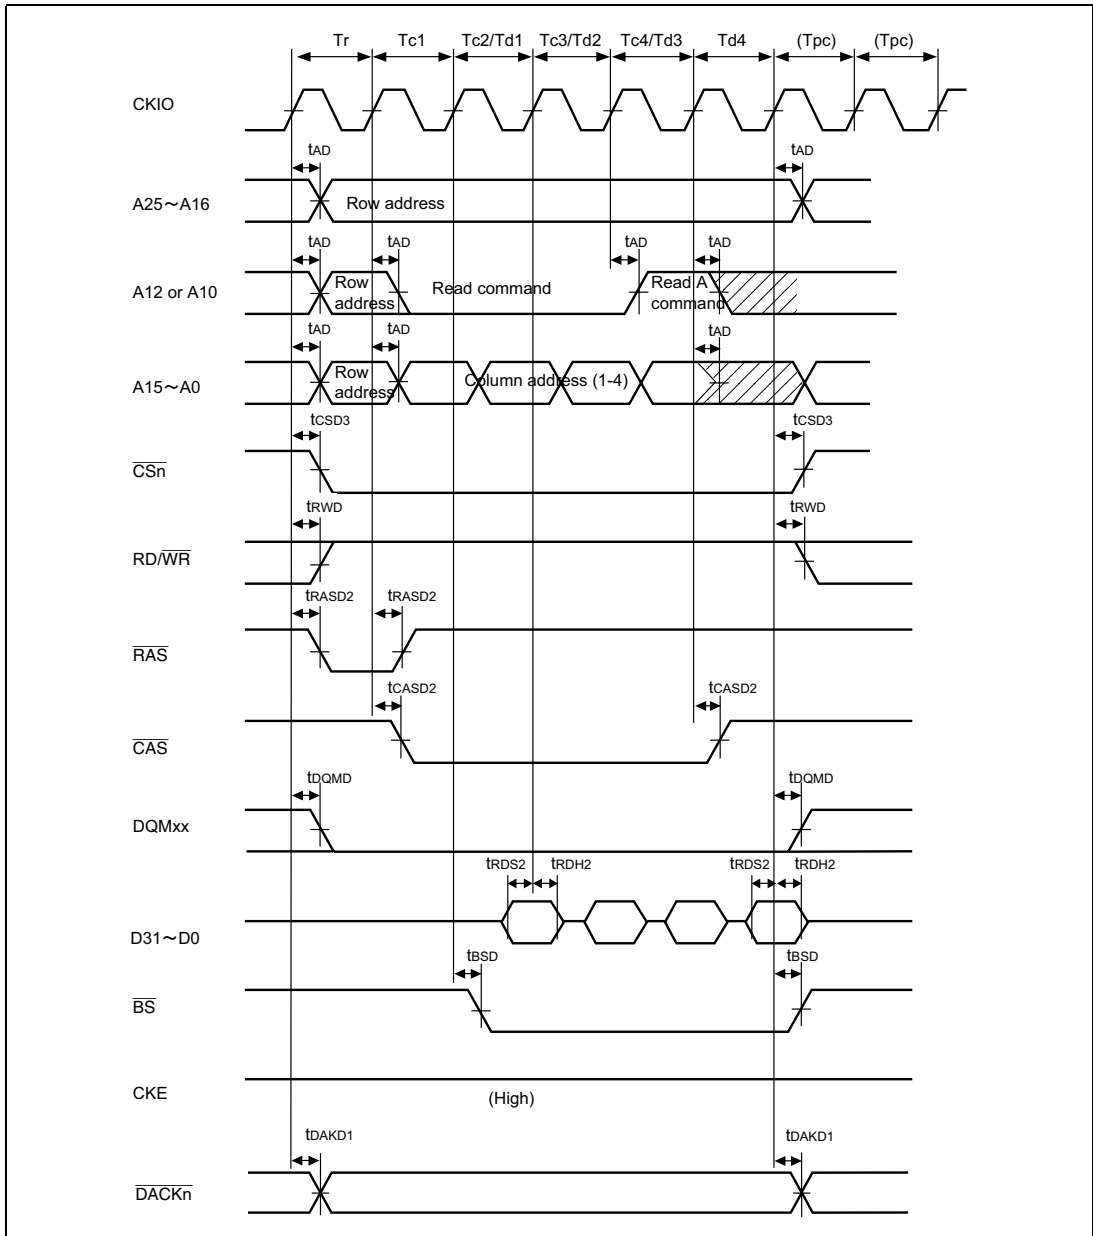 Tr Tc1 Tc2/Td1 Tc3/Td2 Tc4/Td3 Td4 (Tpc) (Tpc)
CKIO
tAD tAD
A25~A16 Row address
tAD tAD tAD tAD
A12 or A10 Row address Read command Read A command
tAD tAD tAD
A15~A0 Row address Column address (1-4)
tCSD3 tCSD3
CSn
tRWD tRWD
RD/WR
tRASD2 tRASD2
RAS
tCASD2 tCASD2
CAS
tDQMD tDQMD
DQMxx
tRDS2 tRDH2 tRDS2 tRDH2
D31~D0
tBSD tBSD
BS
CKE
(High)
tDAKD1 tDAKD1
DACKn